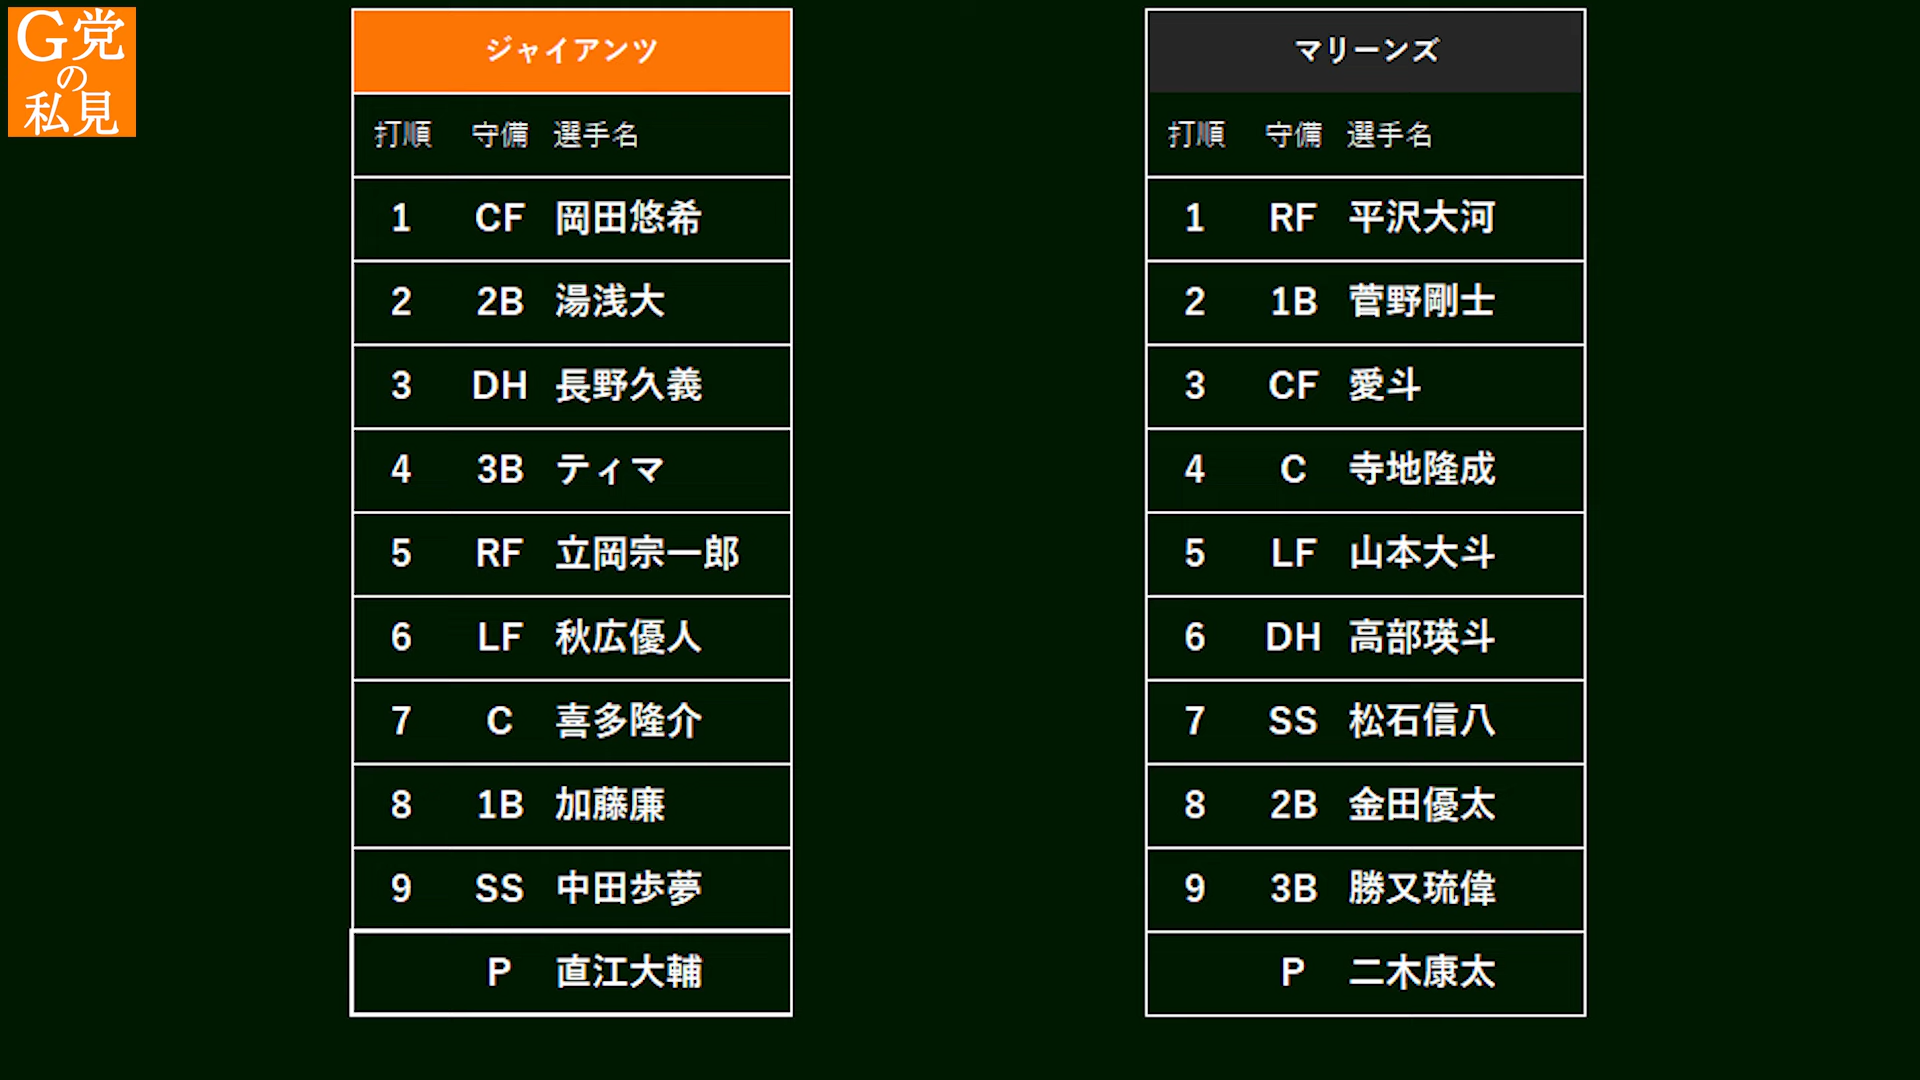 G党
の
私見
ジャイアンツ
打順 守備 選手名
1 CF 岡田悠希
2 2B 湯浅大
3 DH 長野久義
4 3B ティマ
5 RF 立岡宗一郎
6 LF 秋広優人
7 C 喜多隆介
8 1B 加藤廉
9 SS 中田歩夢
P 直江大輔
マリーンズ
打順 守備 選手名
1 RF 平沢大河
2 1B 菅野剛士
3 CF 愛斗
4 C 寺地隆成
5 LF 山本大斗
6 DH 高部瑛斗
7 SS 松石信八
8 2B 金田優太
9 3B 勝又琉偉
P 二木康太